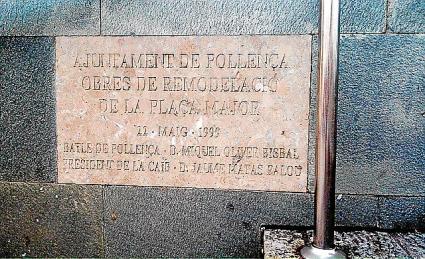 AJUNTAMENT DE POLLENÇA
OBRES DE REMODELACIÓ
DE LA PLAÇA MAJOR
22 · MAIG · 1999
BATLE DE POLLENÇA · D. MIQUEL OLIVER BISBAL
PRESIDENT DE LA CAIB · D. JAUME MATAS PALOU